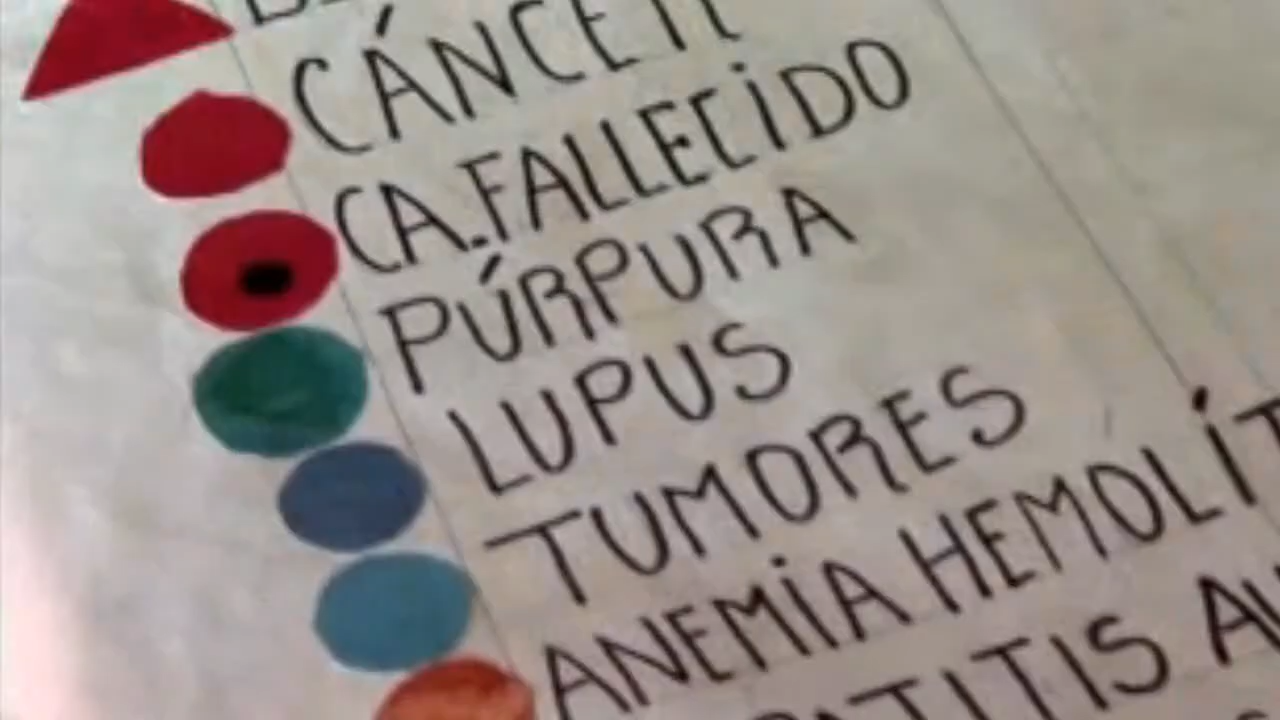 CÁNCER
CA.FALLECIDO
PÚRPURA
LUPUS
TUMORES
ANEMIA HEMOLÍT